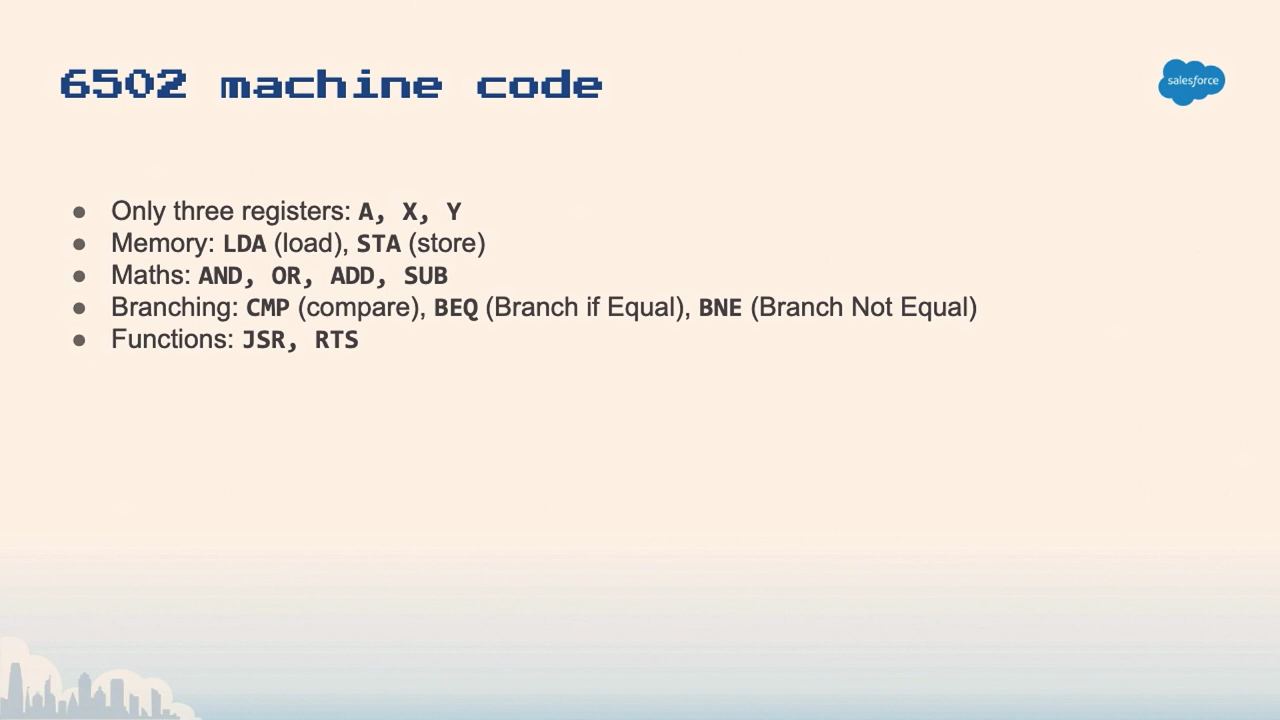 6502 machine code
salesforce
● Only three registers: A, X, Y
● Memory: LDA (load), STA (store)
● Maths: AND, OR, ADD, SUB
● Branching: CMP (compare), BEQ (Branch if Equal), BNE (Branch Not Equal)
● Functions: JSR, RTS